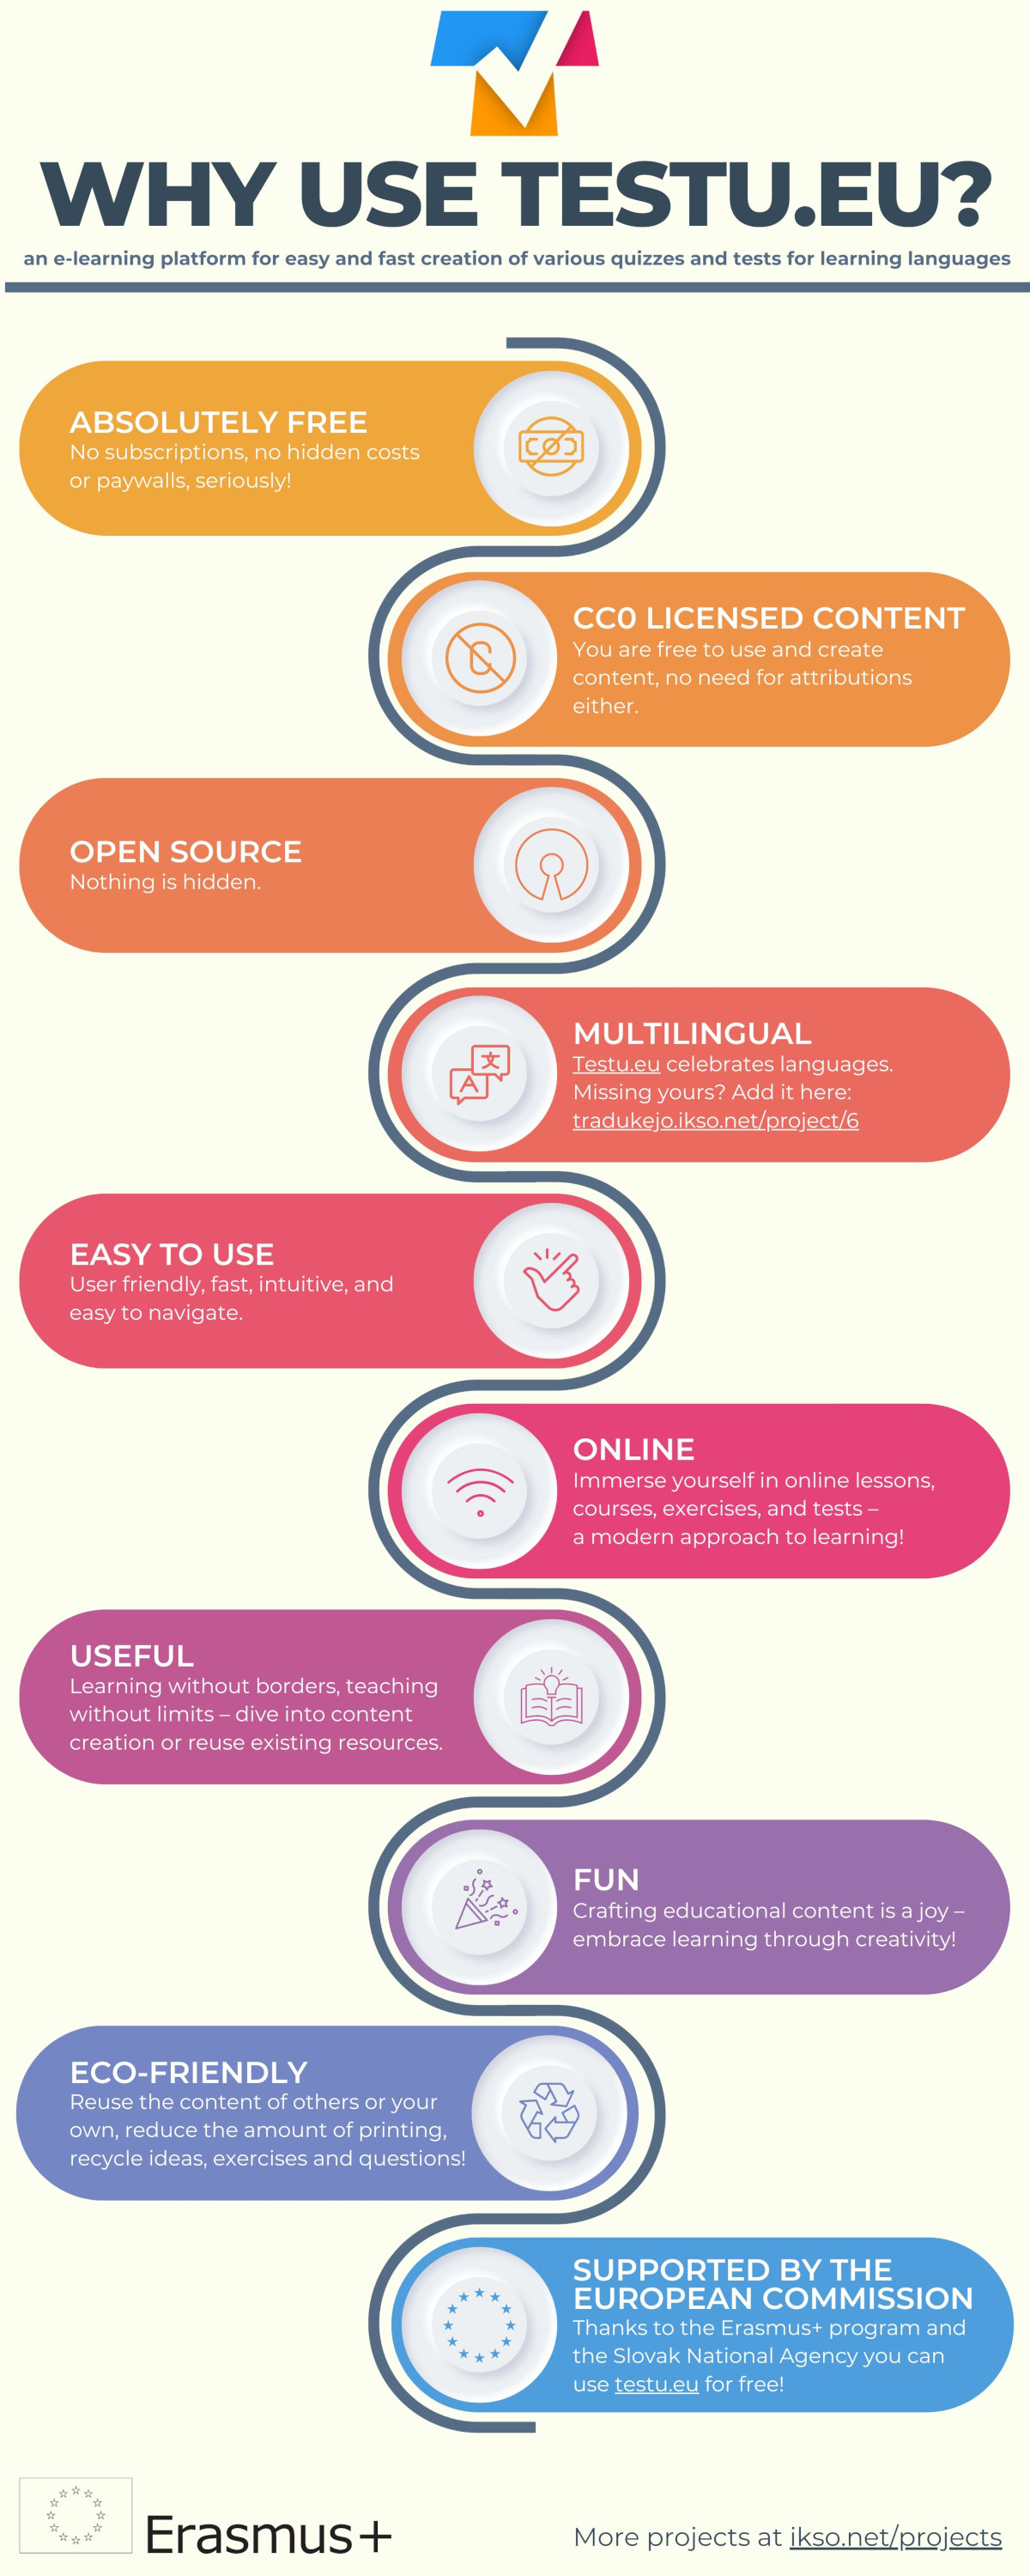 WHY USE TESTU.EU?
an e-learning platform for easy and fast creation of various quizzes and tests for learning languages
ABSOLUTELY FREE
No subscriptions, no hidden costs
or paywalls, seriously!
CC0 LICENSED CONTENT
You are free to use and create
content, no need for attributions
either.
OPEN SOURCE
Nothing is hidden.
MULTILINGUAL
Testu.eu celebrates languages.
Missing yours? Add it here:
tradukejo.ikso.net/project/6
EASY TO USE
User friendly, fast, intuitive, and
easy to navigate.
ONLINE
Immerse yourself in online lessons,
courses, exercises, and tests –
a modern approach to learning!
USEFUL
Learning without borders, teaching
without limits – dive into content
creation or reuse existing resources.
FUN
Crafting educational content is a joy –
embrace learning through creativity!
ECO-FRIENDLY
Reuse the content of others or your
own, reduce the amount of printing,
recycle ideas, exercises and questions!
SUPPORTED BY THE
EUROPEAN COMMISSION
Thanks to the Erasmus+ program and
the Slovak National Agency you can
use testu.eu for free!
Erasmus+
More projects at ikso.net/projects